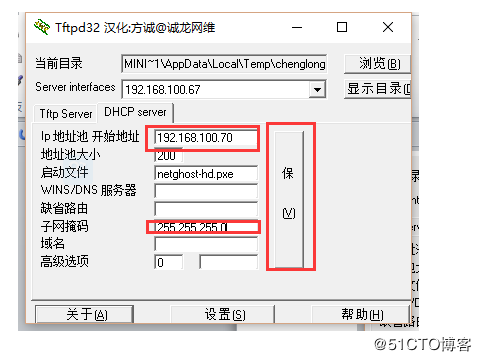 Tftpd32 汉化:方诚@诚龙网维
当前目录 MINI~1\AppData\Local\Temp\chenglong 浏览(B)
Server interfaces 192.168.100.67 显示目录(D
Tftp Server DHCP server
Ip 地址池 开始地址 192.168.100.70
地址池大小 200
启动文件 netghost-hd.pxe
保
WINS/DNS 服务器
(V)
缺省路由
子网掩码 255.255.255.0
域名
高级选项 0
关于(A) 设置(S) 帮助(H)
@51CTO博客